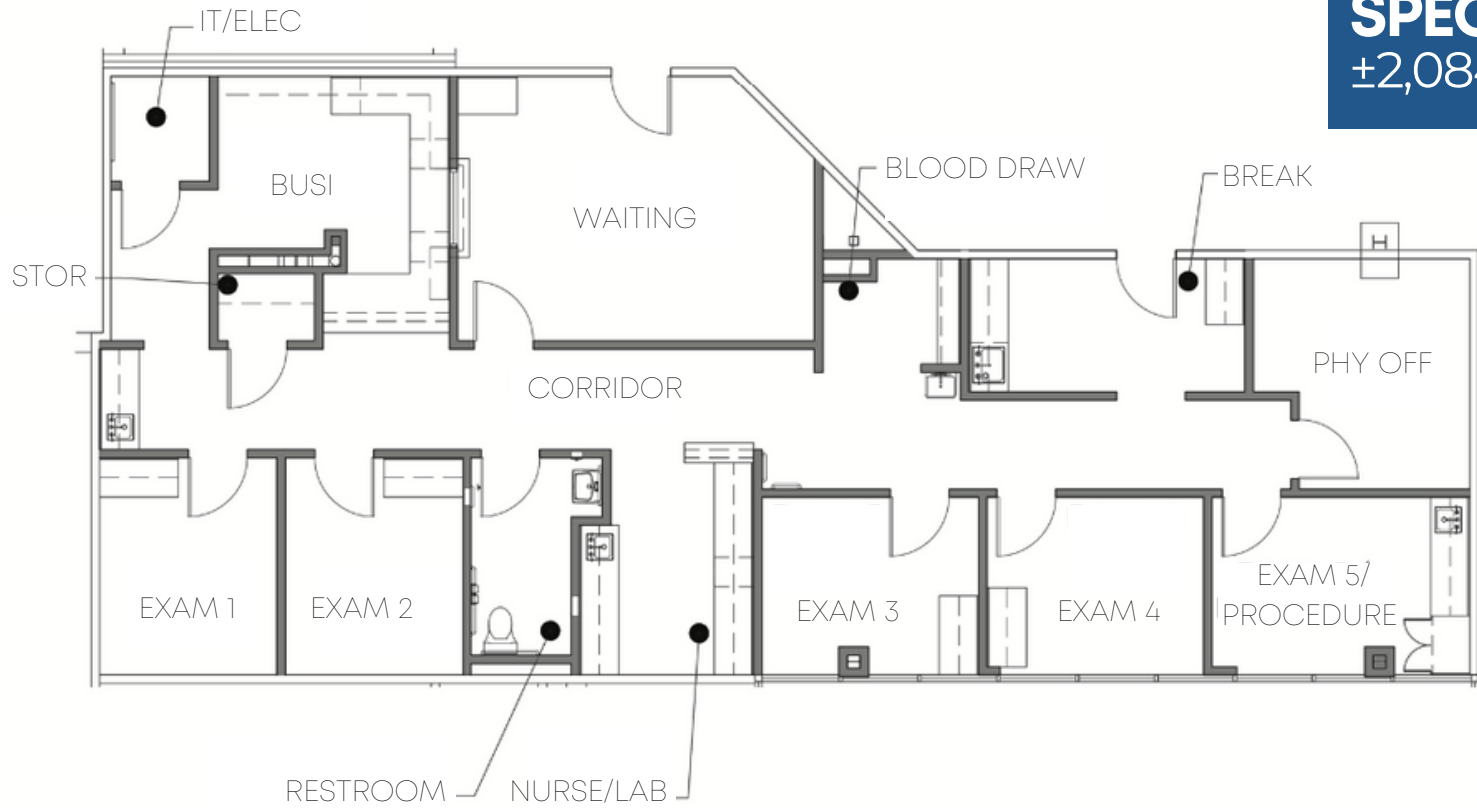 IT/ELEC
SPEC
±2,084
BUSI
WAITING
BLOOD DRAW
BREAK
STOR
CORRIDOR
PHY OFF
EXAM 1
EXAM 2
EXAM 3
EXAM 4
EXAM 5/
PROCEDURE
RESTROOM
NURSE/LAB